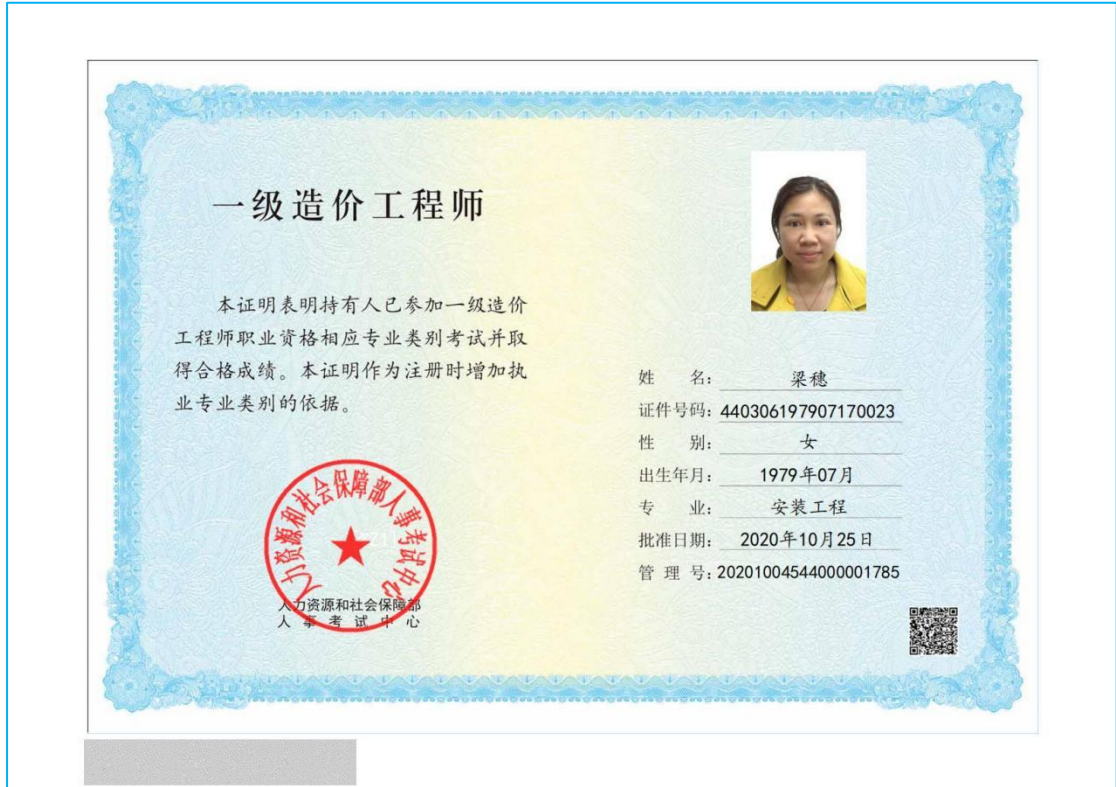 一级造价工程师
本证明表明持有人已参加一级造价
工程师职业资格相应专业类别考试并取
得合格成绩。本证明作为注册时增加执
业专业类别的依据。
人力资源和社会保障部人事考试中心
人力资源和社会保障部
人事考试中心
姓 名: 梁穗
证件号码: 440306197907170023
性 别: 女
出生年月: 1979年07月
专 业: 安装工程
批准日期: 2020年10月25日
管 理 号: 20201004544000001785